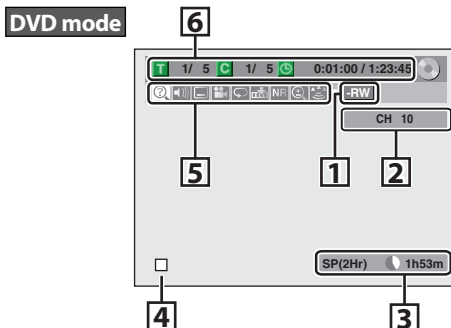 DVD mode
6
T 1/ 5 C 1/ 5 0:01:00 / 1:23:45
NR -RW
CH 10
5 1 2
SP(2Hr) 1h53m
4 3